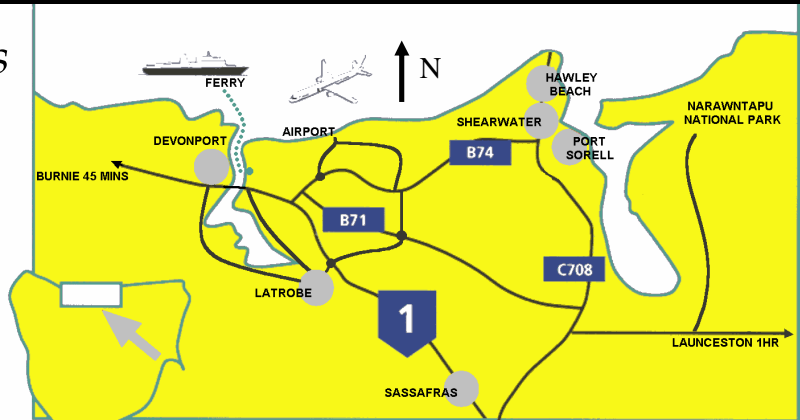 S
FERRY
N
HAWLEY
BEACH
NARAWNTAPU
NATIONAL PARK
SHEARWATER
AIRPORT
DEVONPORT
PORT
SORELL
B74
BURNIE 45 MINS
B71
C708
LATROBE
1
LAUNCESTON 1HR
SASSAFRAS